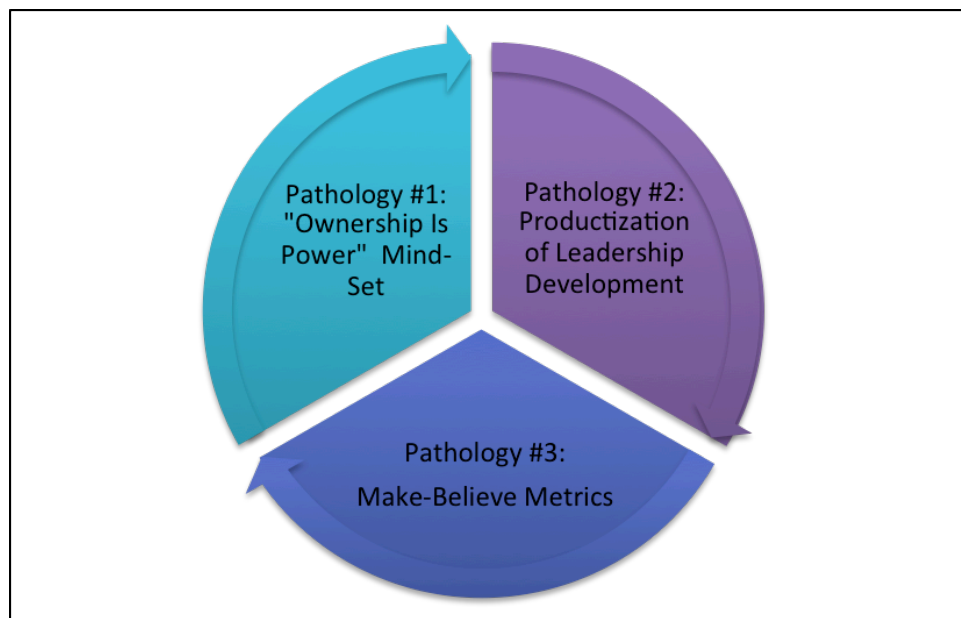 Pathology #1:
"Ownership Is
Power"  Mind-
Set
Pathology #2:
Productization
of Leadership
Development
Pathology #3:
Make-Believe Metrics